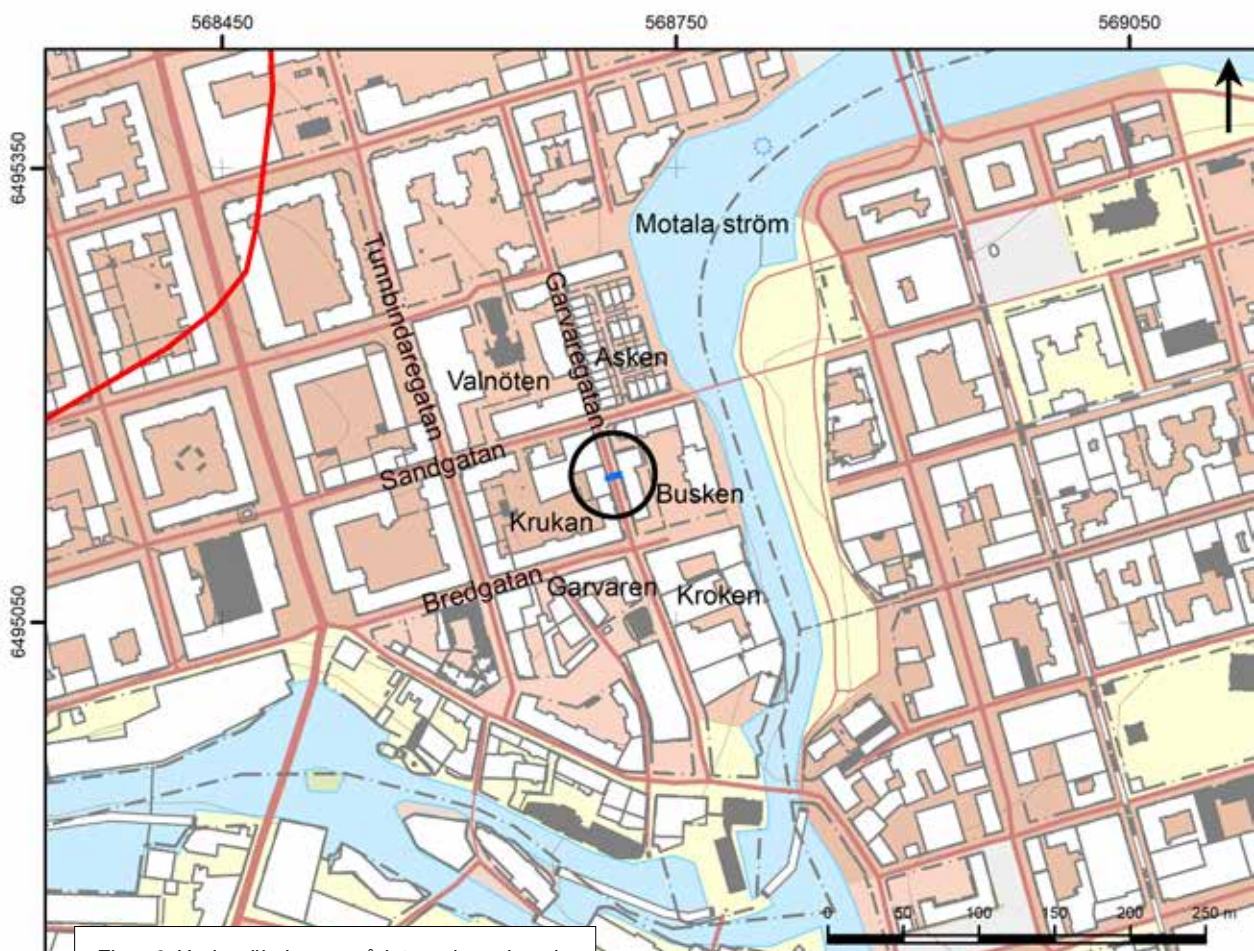 568450 568750 569050
6495350
Motala ström
Tunnbindaregatan
Garvaregatan
Asken
Valnöten
Sandgatan
Busken
Krukan
Bredgatan
Garvaren
Kroken
6495050
0 50 100 150 200 250 m